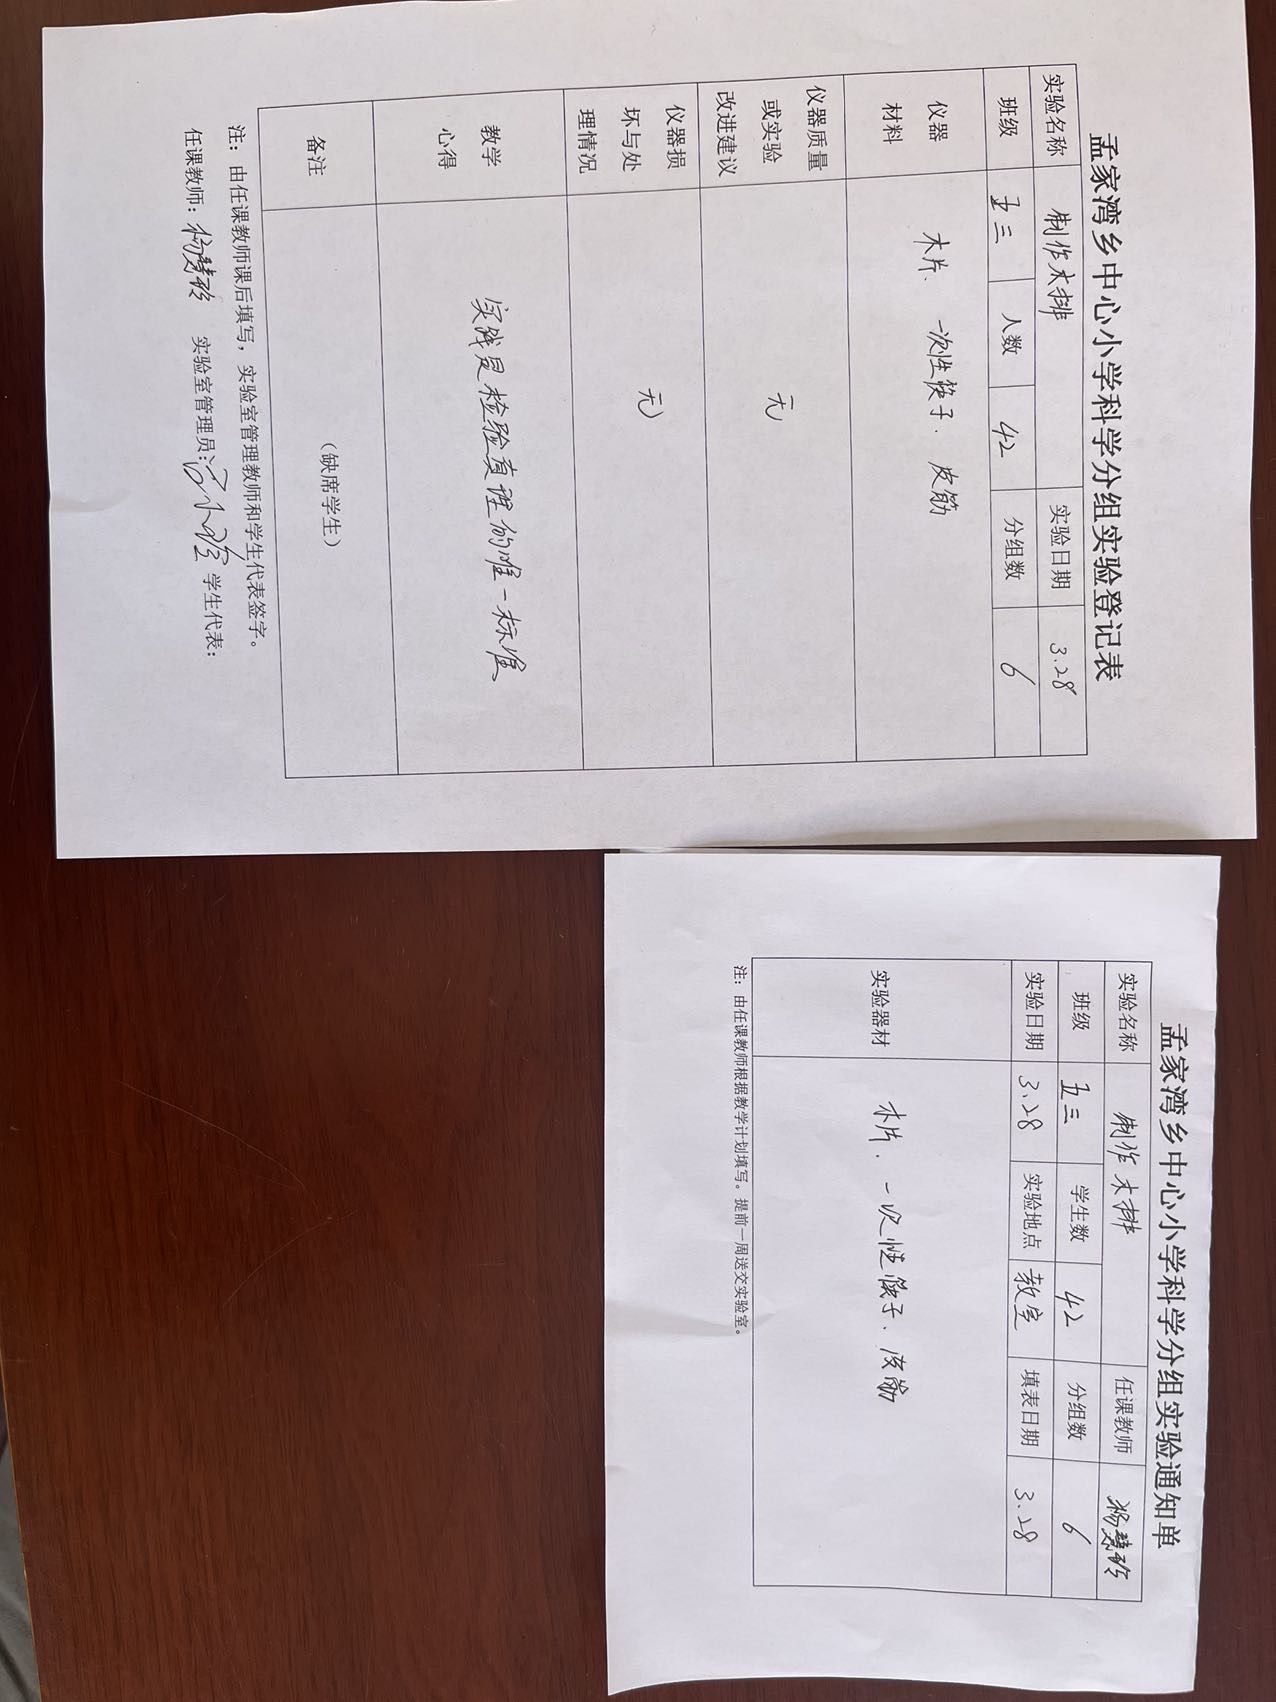 孟家湾乡中心小学科学分组实验登记表
实验名称 制作木排 实验日期 3.28
班级 五三 人数 42 分组数 6
仪器
材料
木片、一次性筷子、皮筋
仪器质量
或实验
改进建议
无
仪器损
坏与处
理情况
无
教学
心得
实践是检验真理的唯一标准
备注
（缺席学生）
注：由任课教师课后填写，实验室管理教师和学生代表签字。
任课教师：杨慧 实验室管理员： 学生代表：
孟家湾乡中心小学科学分组实验通知单
实验名称 制作木排 任课教师 杨慧
班级 五三 学生数 42 分组数 6
实验日期 3.28 实验地点 教室 填表日期 3.28
实验器材 木片、一次性筷子、皮筋
注：由任课教师根据教学计划填写。提前一周送交实验室。